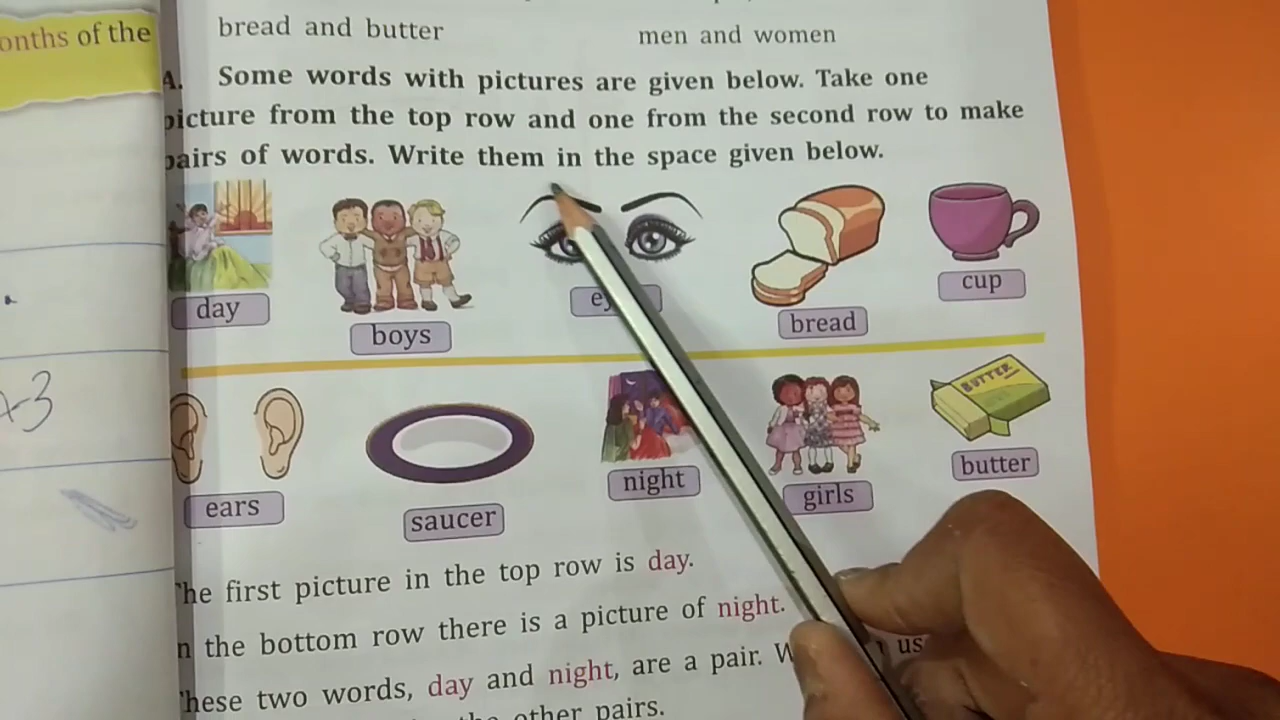 onths of the
bread and butter
men and women
A. Some words with pictures are given below. Take one
picture from the top row and one from the second row to make
pairs of words. Write them in the space given below.
day
boys
bread
cup
BUTTER
ears
saucer
night
girls
butter
he first picture in the top row is day.
n the bottom row there is a picture of night.
hese two words, day and night, are a pair.
other pairs.